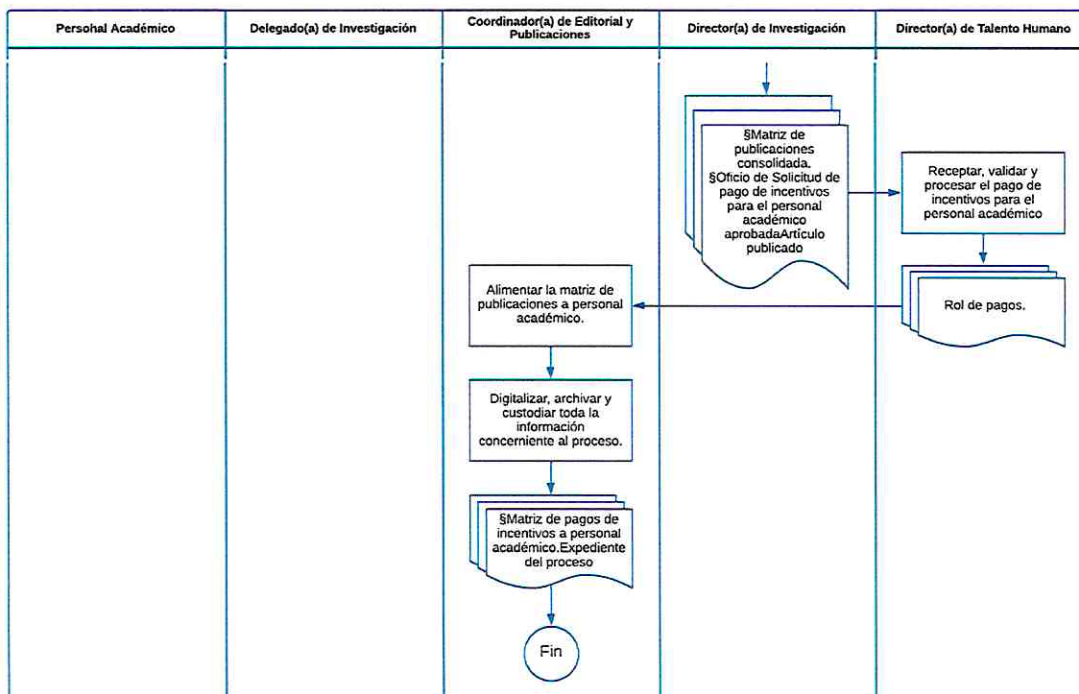 Persohal Académico
Delegado(a) de Investigación
Coordinador(a) de Editorial y
Publicaciones
Director(a) de Investigación
Director(a) de Talento Humano
§Matriz de
publicaciones
consolidada.
§Oficio de Solicitud de
pago de incentivos
para el personal
académico
aprobadaArtículo
publicado
Receptar, validar y
procesar el pago de
incentivos para el
personal académico
Rol de pagos.
Alimentar la matriz de
publicaciones a personal
académico.
Digitalizar, archivar y
custodiar toda la
información
concerniente al proceso.
§Matriz de pagos de
incentivos a personal
académico.Expediente
del proceso
Fin